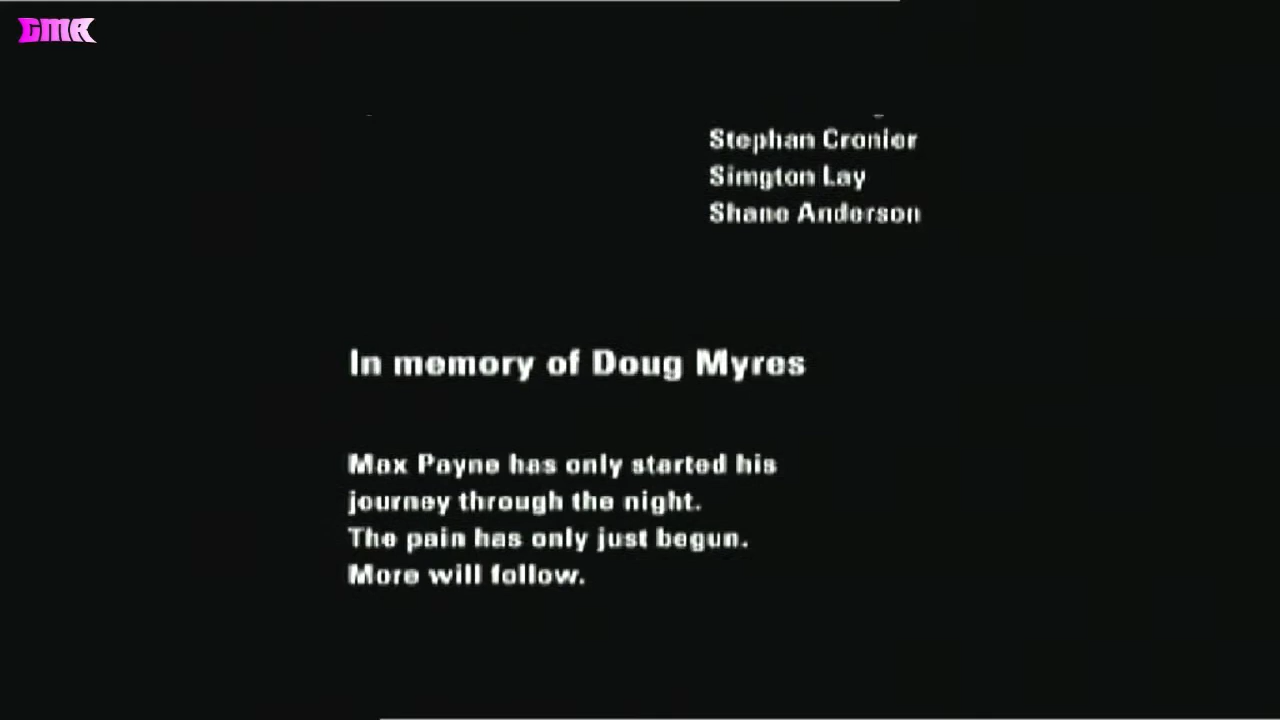 GMR
Stephan Cronier
Simgton Lay
Shane Anderson
In memory of Doug Myres
Max Payne has only started his
journey through the night.
The pain has only just begun.
More will follow.